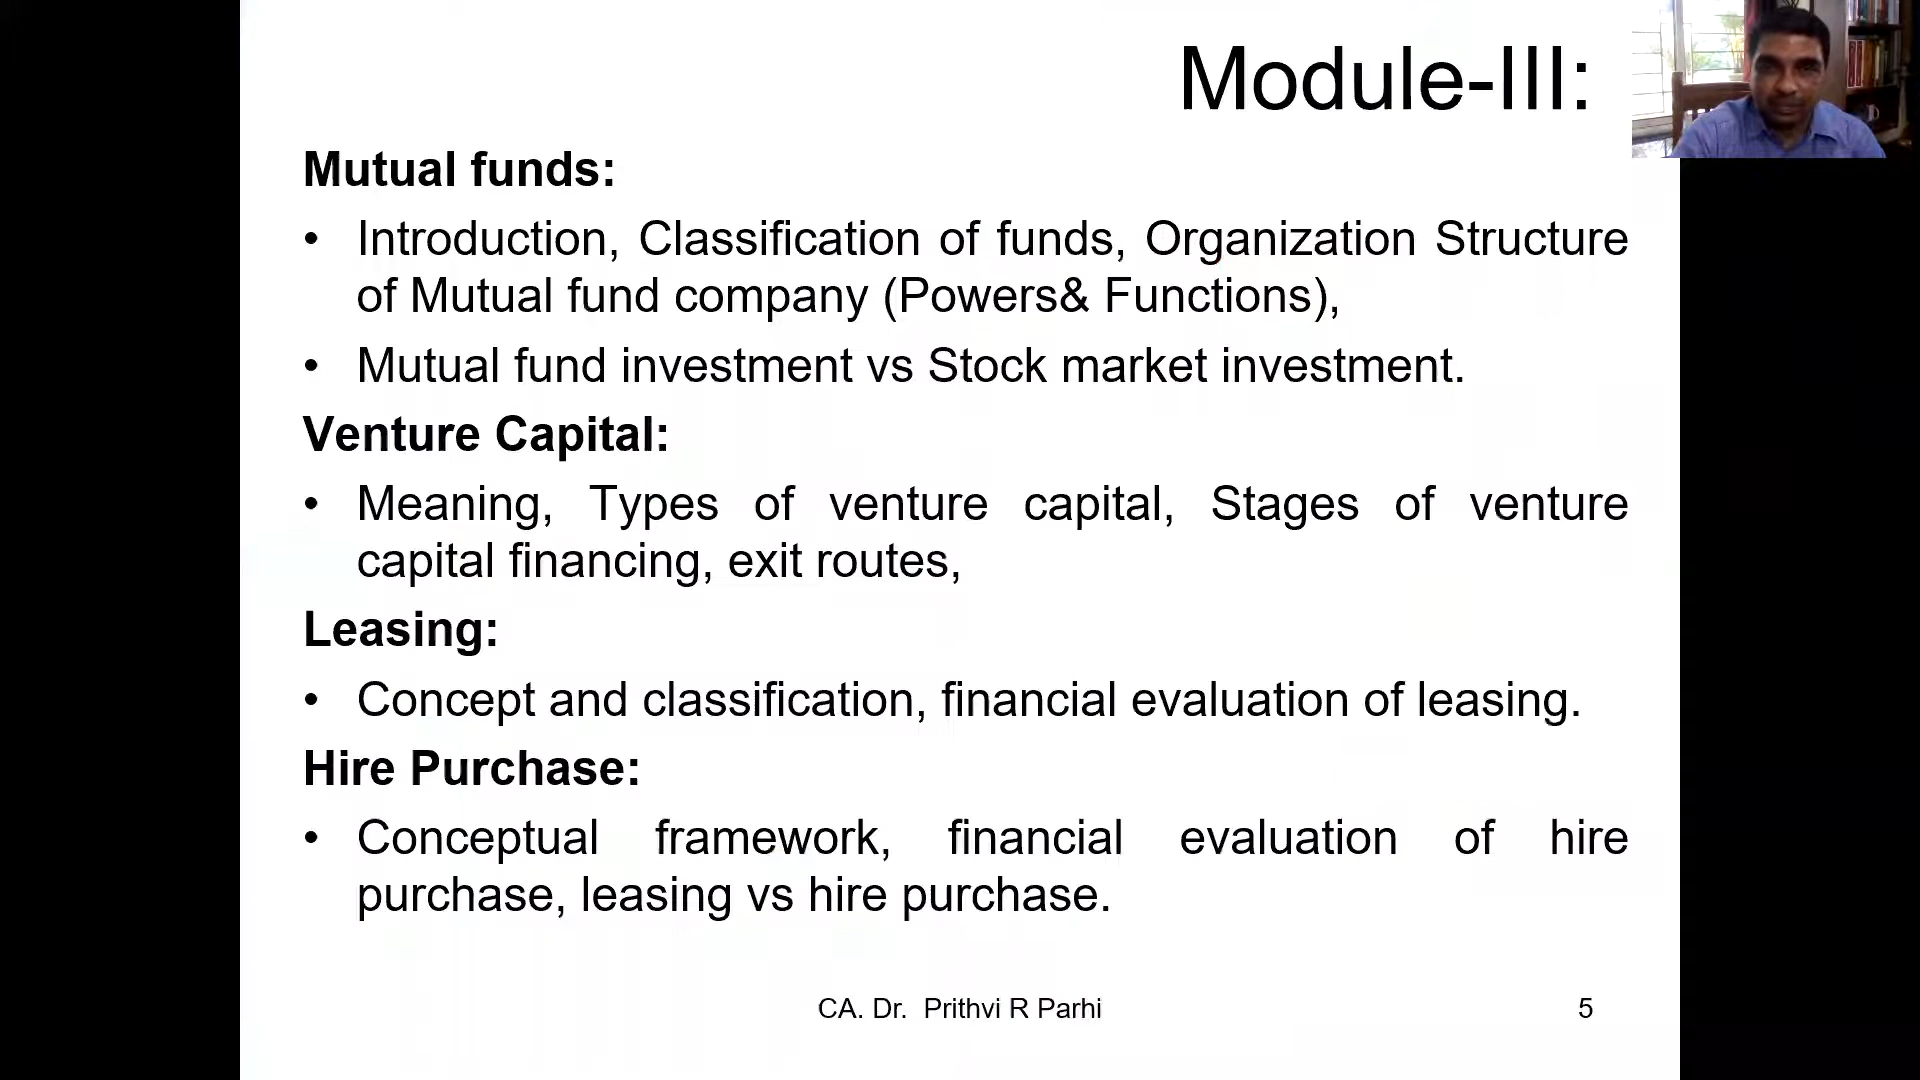 Module-III:
Mutual funds:
• Introduction, Classification of funds, Organization Structure
of Mutual fund company (Powers& Functions),
• Mutual fund investment vs Stock market investment.
Venture Capital:
• Meaning, Types of venture capital, Stages of venture
capital financing, exit routes,
Leasing:
• Concept and classification, financial evaluation of leasing.
Hire Purchase:
• Conceptual framework, financial evaluation of hire
purchase, leasing vs hire purchase.
CA. Dr. Prithvi R Parhi
5